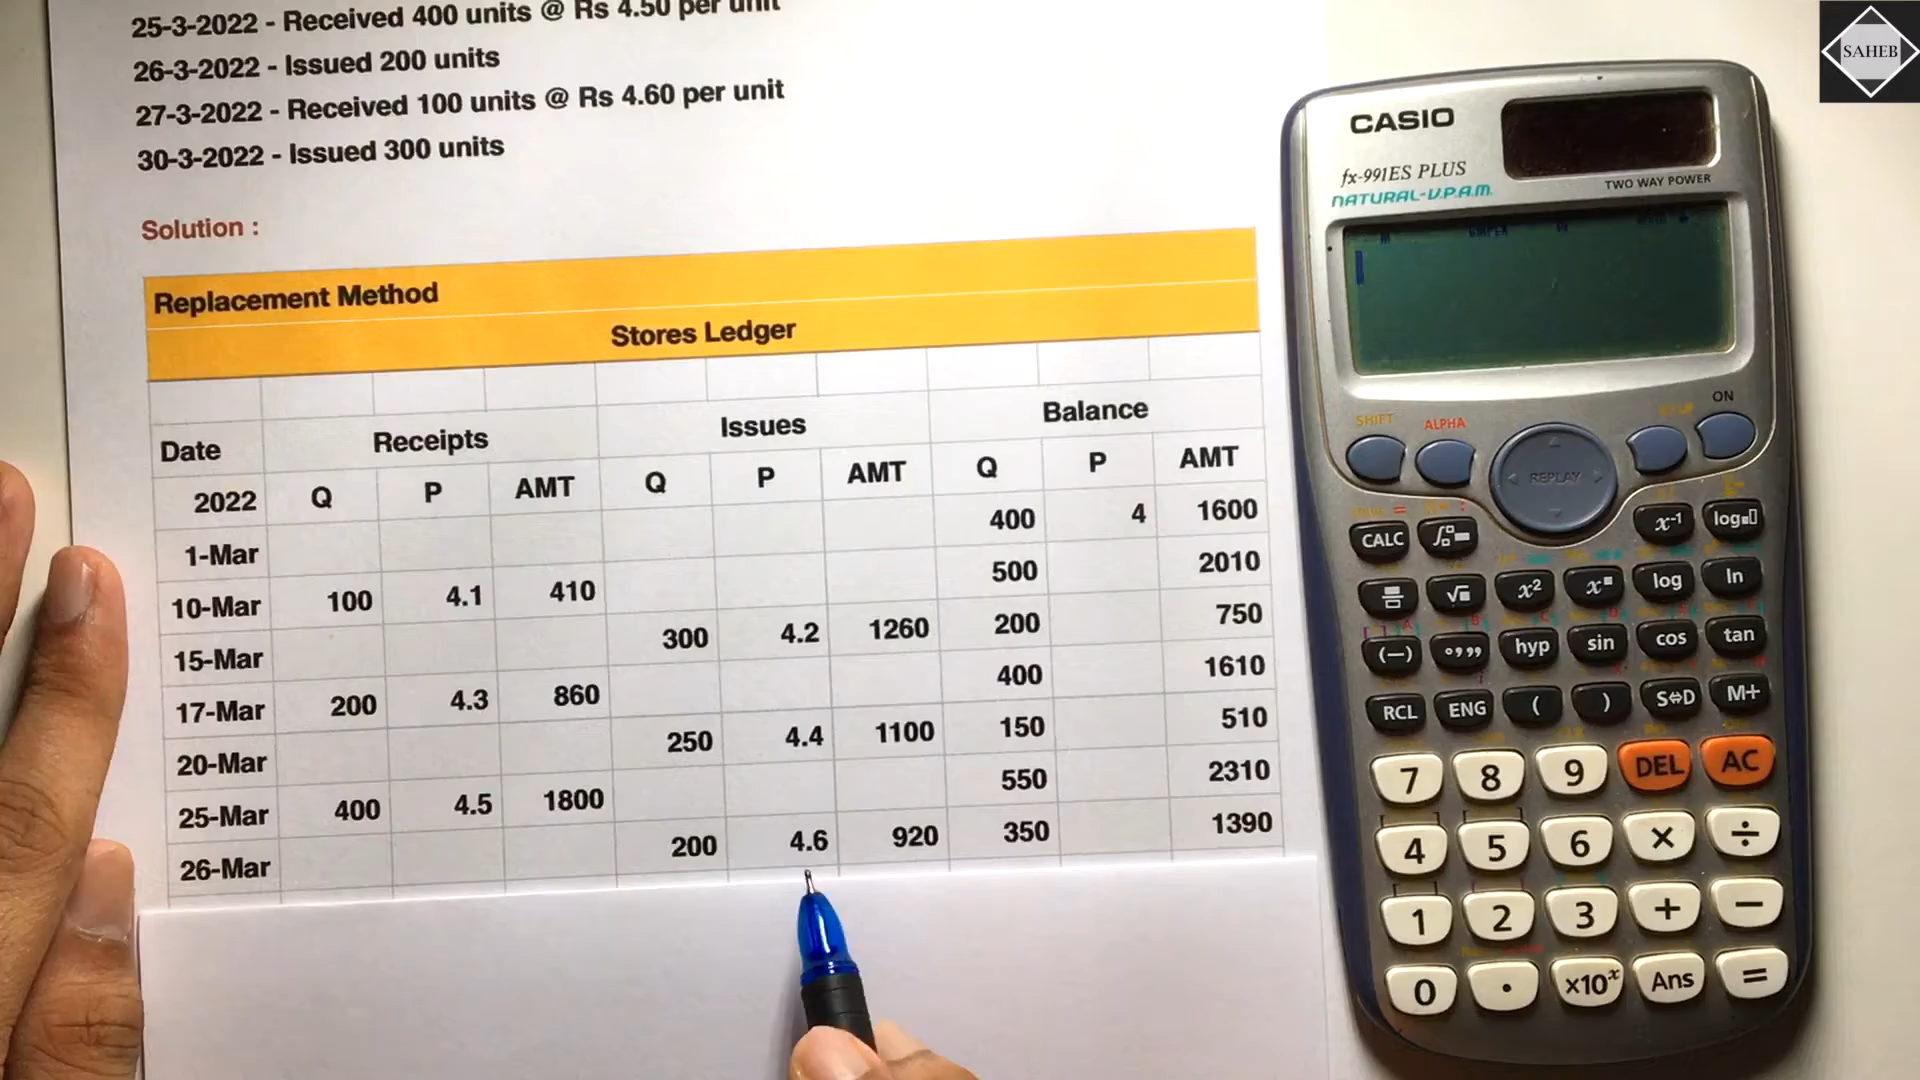 25-3-2022 - Received 400 units @ Rs 4.50 per unit
26-3-2022 - Issued 200 units
27-3-2022 - Received 100 units @ Rs 4.60 per unit
30-3-2022 - Issued 300 units
Solution :
Replacement Method
Stores Ledger
Date Receipts Issues Balance
2022 Q P AMT Q P AMT Q P AMT
1-Mar 400 4 1600
10-Mar 100 4.1 410 500 2010
15-Mar 300 4.2 1260 200 750
17-Mar 200 4.3 860 400 1610
20-Mar 250 4.4 1100 150 510
25-Mar 400 4.5 1800 550 2310
26-Mar 200 4.6 920 350 1390
SAHEB
CASIO
fx-991ES PLUS
NATURAL-V.P.A.M.
TWO WAY POWER
SHIFT ALPHA ON
REPLAY
CALC x⁻¹ log
x² log ln
(−) hyp sin cos tan
RCL ENG ( ) S⇔D M+
7 8 9 DEL AC
4 5 6 × ÷
1 2 3 + −
0 . ×10ˣ Ans =